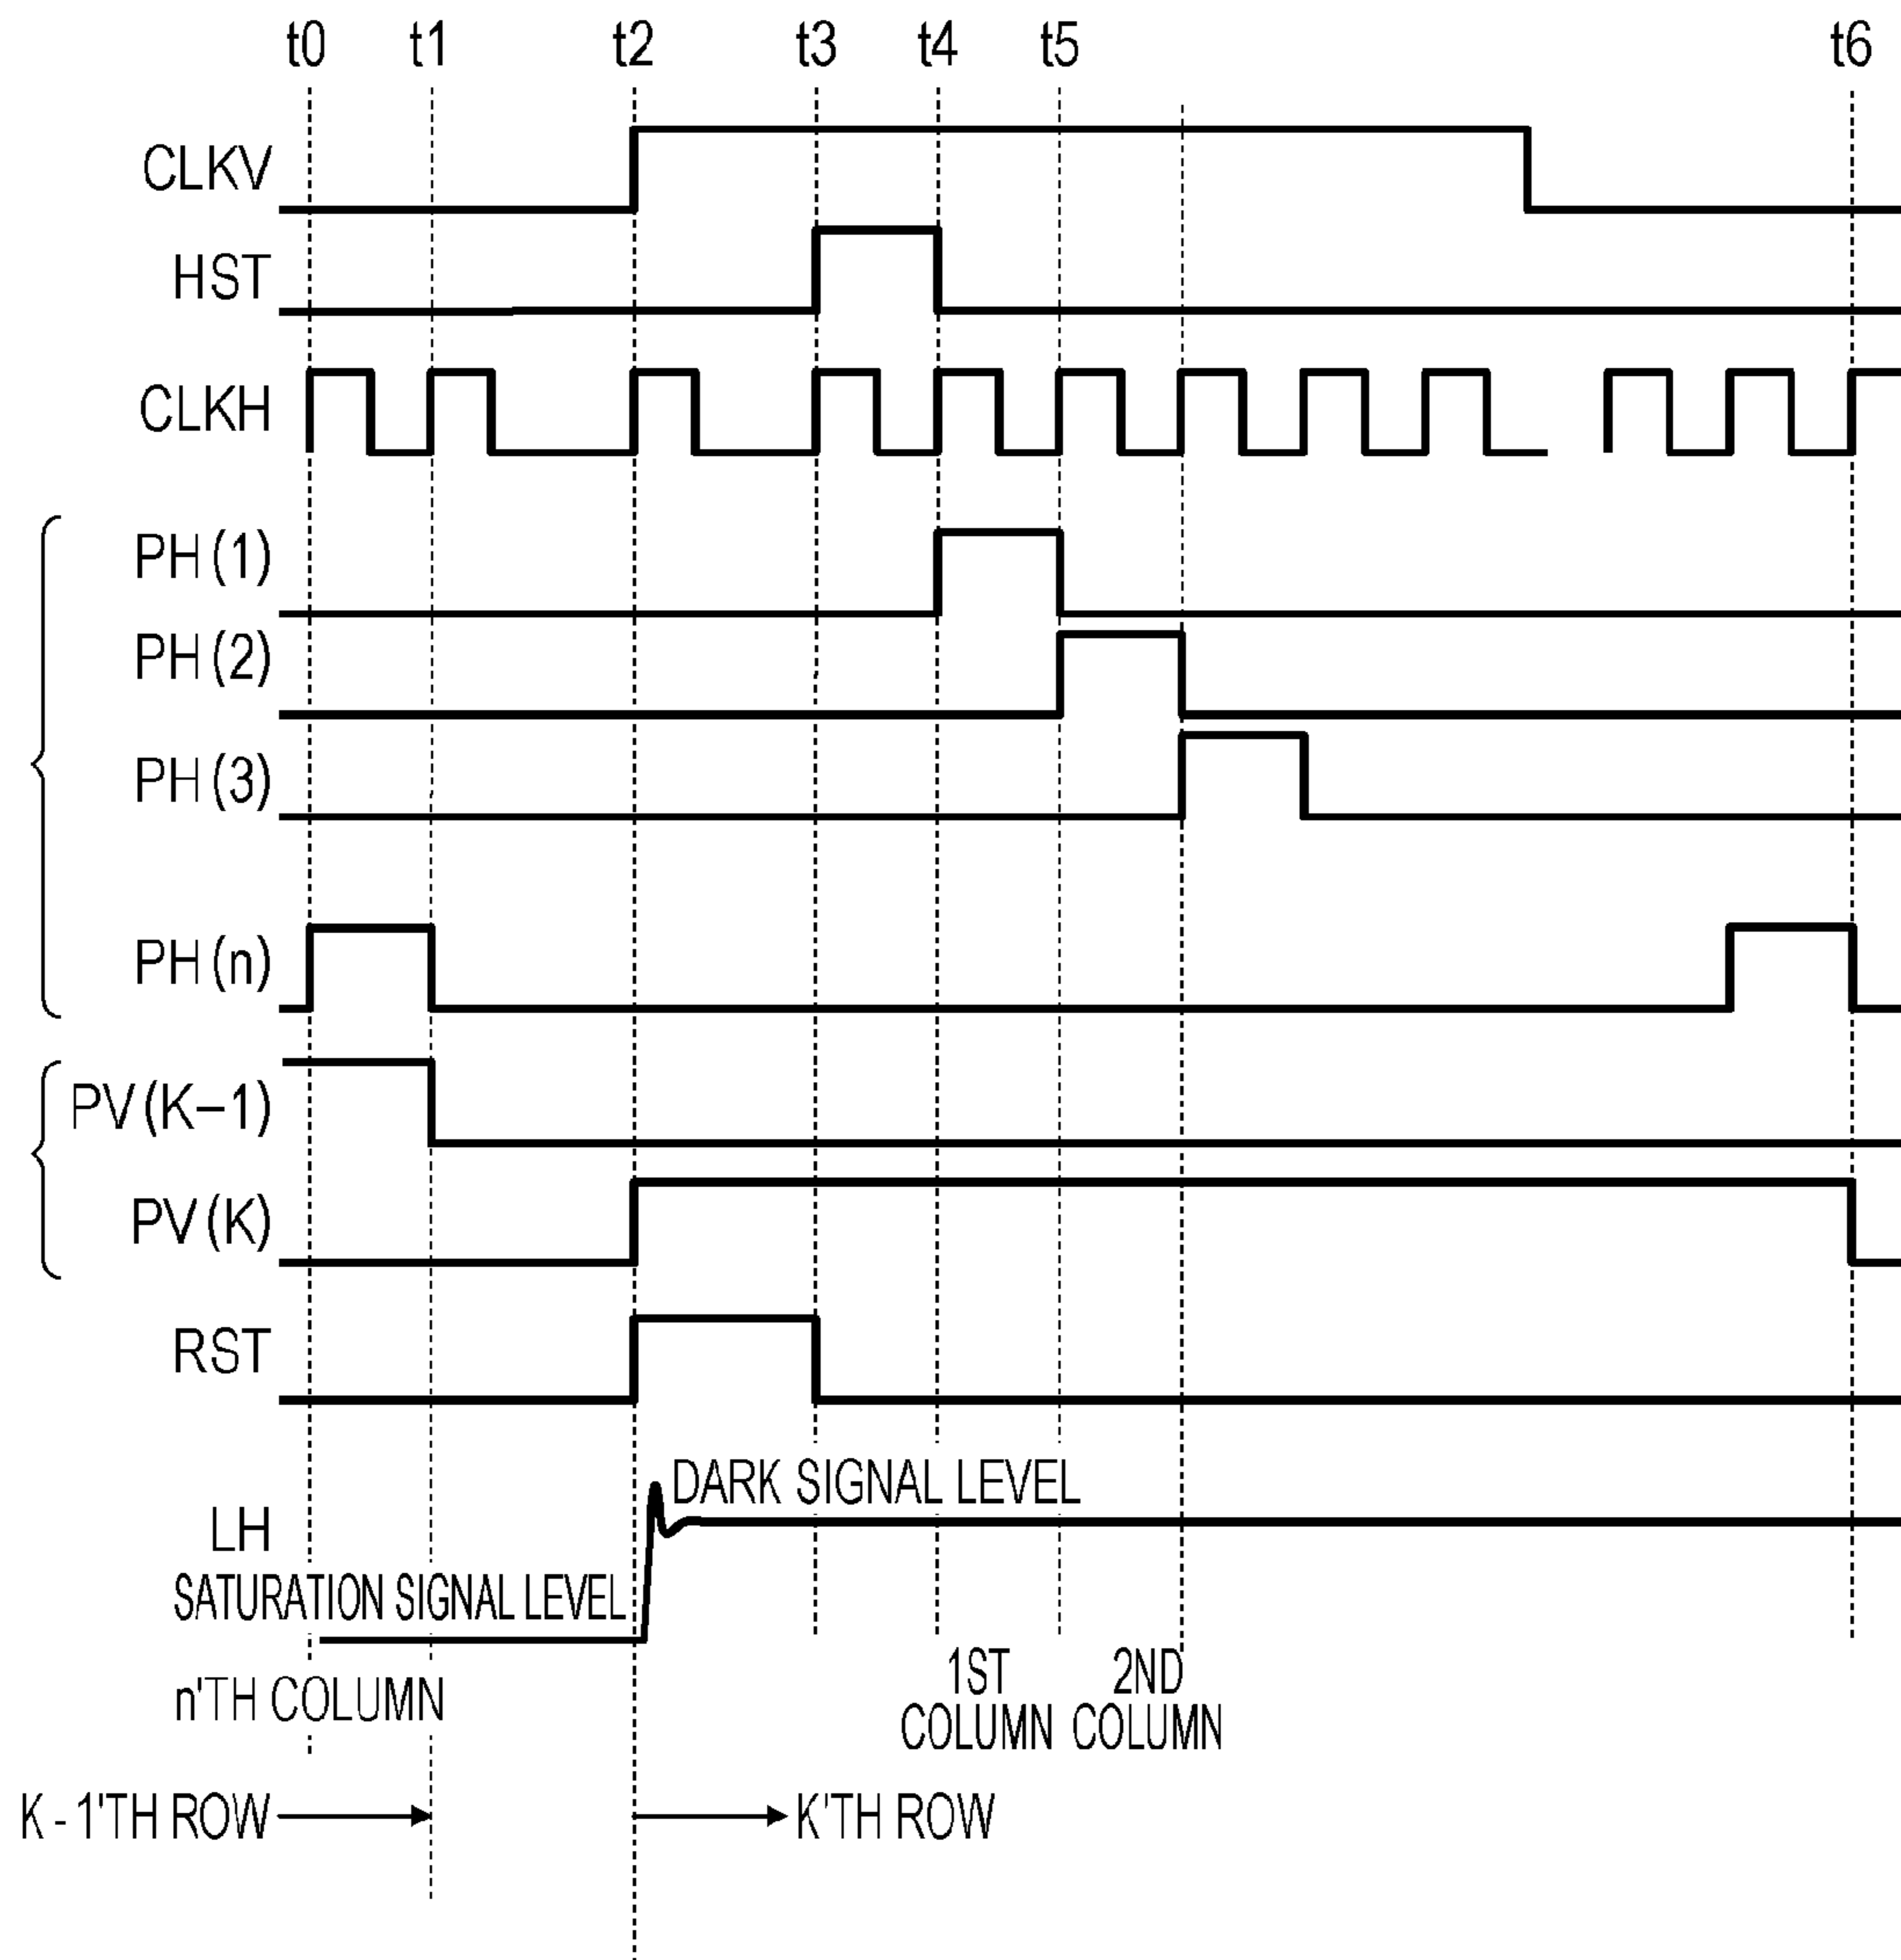 t0 t1 t2 t3 t4 t5 t6
CLKV
HST
CLKH
PH(1)
PH(2)
PH(3)
PH(n)
PV(K-1)
PV(K)
RST
DARK SIGNAL LEVEL
LH
SATURATION SIGNAL LEVEL
n'TH COLUMN
1ST COLUMN
2ND COLUMN
K-1'TH ROW
K'TH ROW